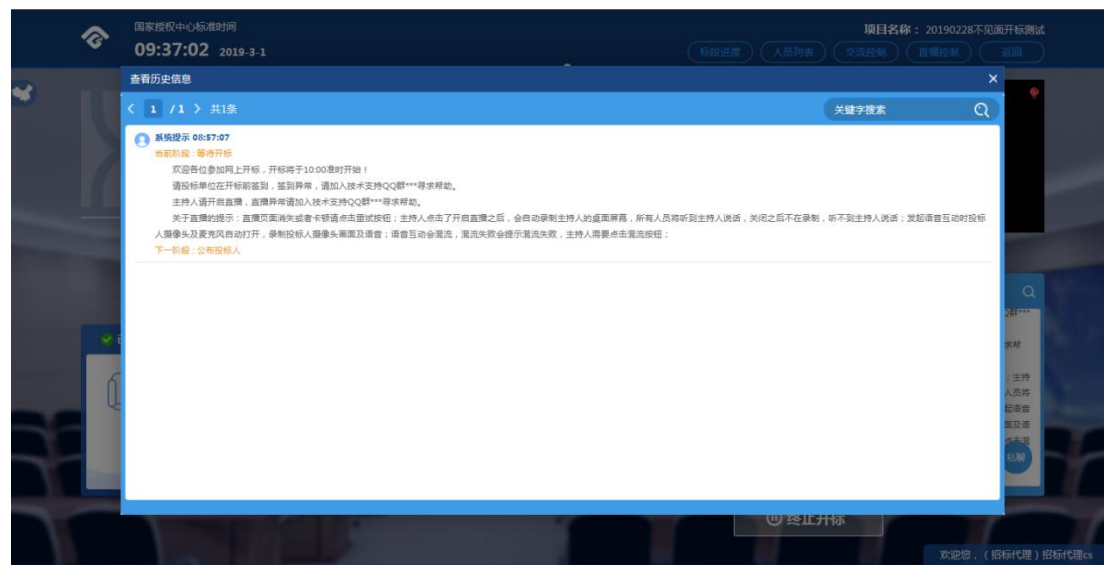 国家授权中心标准时间
09:37:02 2019-3-1
项目名称：20190228不见面开标测试
标段进度 人员列表 交流控制 直播控制 返回
查看历史信息
1 / 1 共1条
关键字搜索
系统提示 08:57:07
当前阶段：等待开标
欢迎各位参加网上开标，开标将于10:00准时开始！
请投标单位在开标前签到，签到异常，请加入技术支持QQ群***寻求帮助。
主持人请开启直播，直播异常请加入技术支持QQ群***寻求帮助。
关于直播的提示：直播页面消失或者卡顿请点击重试按钮；主持人点击了开启直播之后，会自动录制主持人的桌面屏幕，所有人员将听到主持人说话，关闭之后不在录制，听不到主持人说话；发起语音互动时投标
人摄像头及麦克风自动打开，录制投标人摄像头画面及语音；语音互动会混流，混流失败会提示混流失败，主持人需要点击混流按钮；
下一阶段：公布投标人
求帮
主持
人员将
起语音
面及语
私聊
终止开标
欢迎您，（招标代理）招标代理cs